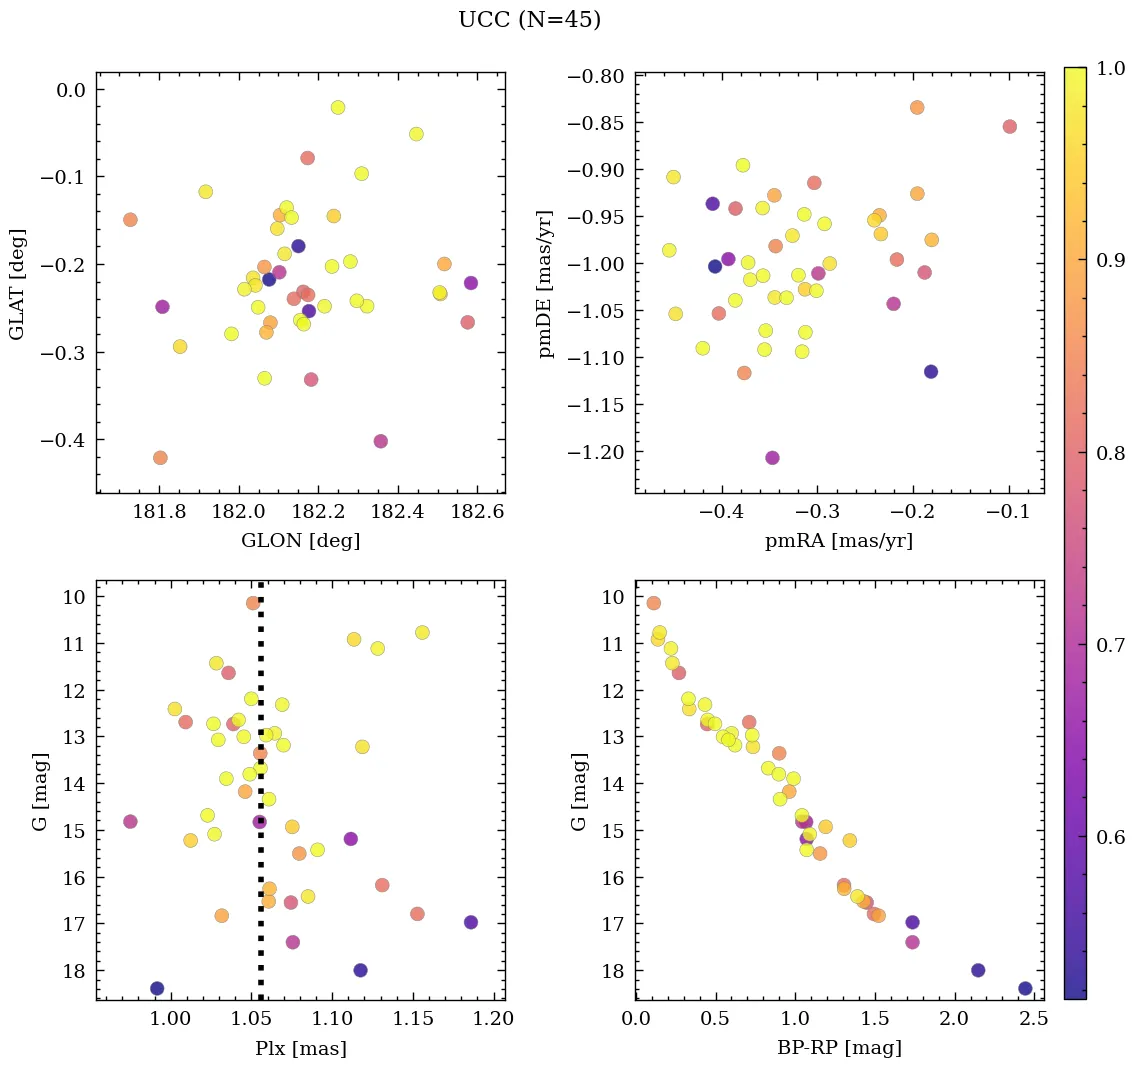 UCC (N=45)
0.0
−0.1
−0.2
−0.3
−0.4
GLAT [deg]
181.8 182.0 182.2 182.4 182.6
GLON [deg]
−0.80
−0.85
−0.90
−0.95
−1.00
−1.05
−1.10
−1.15
−1.20
pmDE [mas/yr]
−0.4 −0.3 −0.2 −0.1
pmRA [mas/yr]
1.0
0.9
0.8
0.7
0.6
10
11
12
13
14
15
16
17
18
G [mag]
1.00 1.05 1.10 1.15 1.20
Plx [mas]
10
11
12
13
14
15
16
17
18
G [mag]
0.0 0.5 1.0 1.5 2.0 2.5
BP-RP [mag]